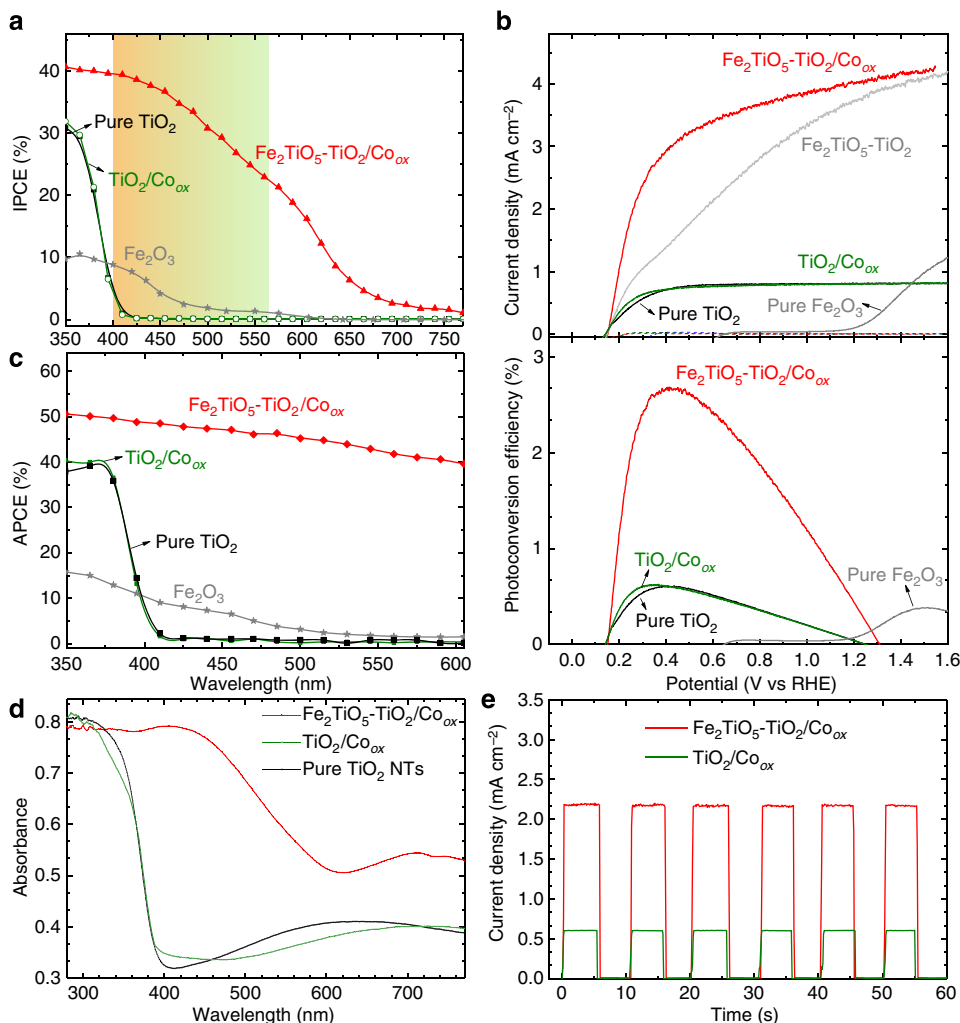 a
IPCE (%)
40
30
20
10
0
350 400 450 500 550 600 650 700 750
Pure TiO2
TiO2/Coox
Fe2TiO5-TiO2/Coox
Fe2O3
b
Current density (mA cm−2)
4
3
2
1
0
Fe2TiO5-TiO2/Coox
Fe2TiO5-TiO2
TiO2/Coox
Pure TiO2
Pure Fe2O3
Photoconversion efficiency (%)
3
2
1
0
Fe2TiO5-TiO2/Coox
TiO2/Coox
Pure TiO2
Pure Fe2O3
0.0 0.2 0.4 0.6 0.8 1.0 1.2 1.4 1.6
Potential (V vs RHE)
c
APCE (%)
60
50
40
30
20
10
0
Fe2TiO5-TiO2/Coox
TiO2/Coox
Pure TiO2
Fe2O3
350 400 450 500 550 600
Wavelength (nm)
d
Absorbance
0.8
0.7
0.6
0.5
0.4
0.3
Fe2TiO5-TiO2/Coox
TiO2/Coox
Pure TiO2 NTs
300 400 500 600 700
Wavelength (nm)
e
Current density (mA cm−2)
3.5
3.0
2.5
2.0
1.5
1.0
0.5
0.0
Fe2TiO5-TiO2/Coox
TiO2/Coox
0 10 20 30 40 50 60
Time (s)